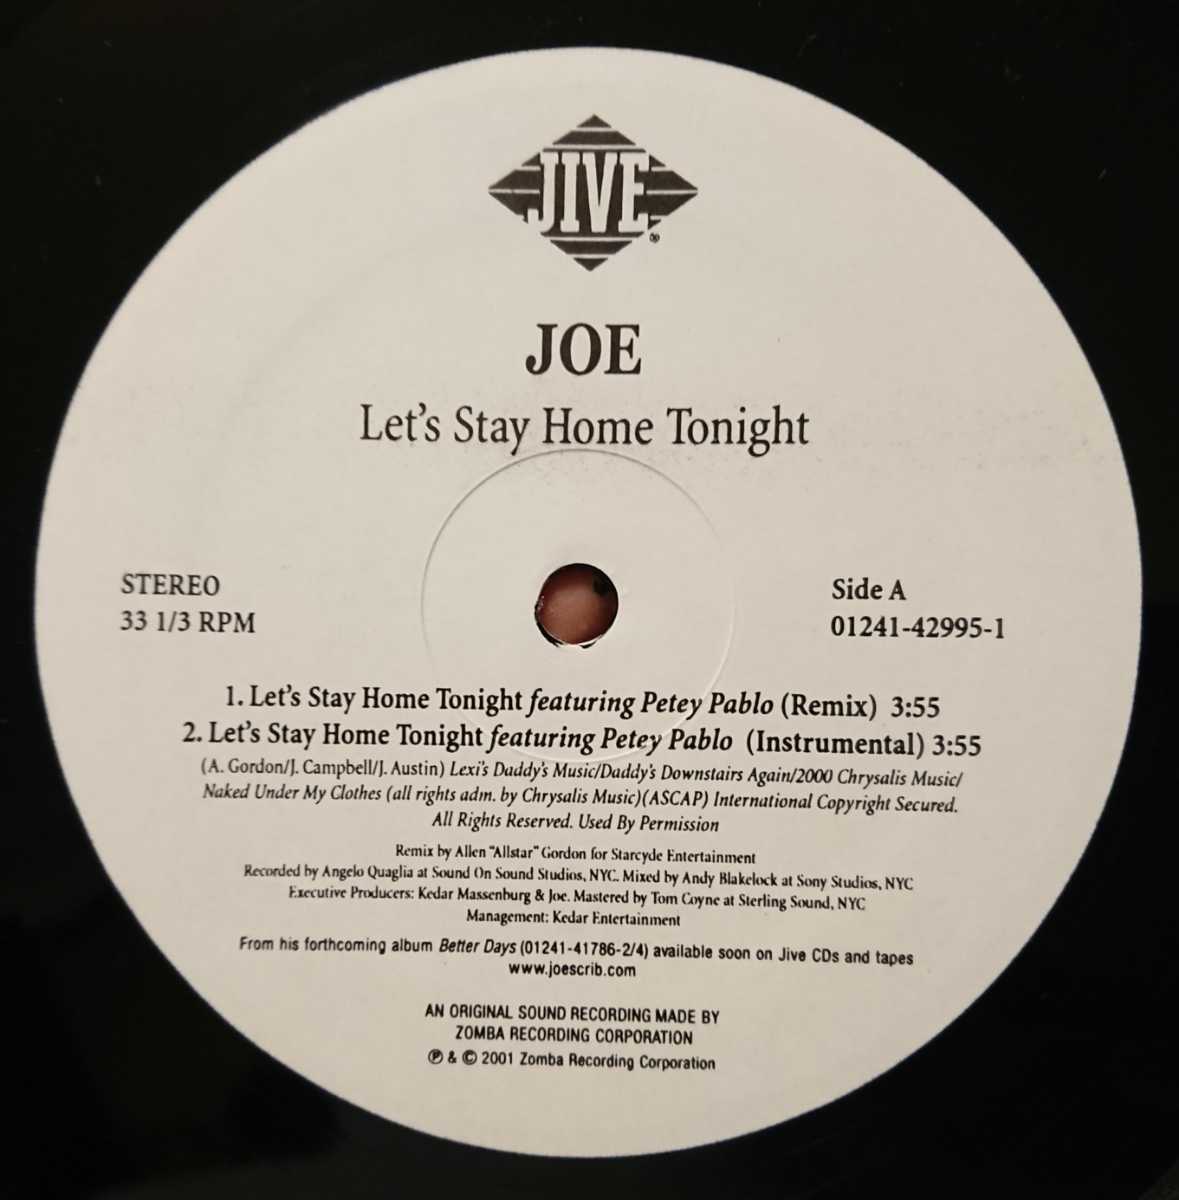 JIVE®
JOE
Let's Stay Home Tonight
STEREO
33 1/3 RPM
Side A
01241-42995-1
1. Let's Stay Home Tonight featuring Petey Pablo (Remix) 3:55
2. Let's Stay Home Tonight featuring Petey Pablo (Instrumental) 3:55
(A. Gordon/J. Campbell/J. Austin) Lexi's Daddy's Music/Daddy's Downstairs Again/2000 Chrysalis Music/
Naked Under My Clothes (all rights adm. by Chrysalis Music)(ASCAP) International Copyright Secured.
All Rights Reserved. Used By Permission
Remix by Allen "Allstar" Gordon for Starcyde Entertainment
Recorded by Angelo Quaglia at Sound On Sound Studios, NYC. Mixed by Andy Blakelock at Sony Studios, NYC
Executive Producers: Kedar Massenburg & Joe. Mastered by Tom Coyne at Sterling Sound, NYC
Management: Kedar Entertainment
From his forthcoming album Better Days (01241-41786-2/4) available soon on Jive CDs and tapes
www.joescrib.com
AN ORIGINAL SOUND RECORDING MADE BY
ZOMBA RECORDING CORPORATION
℗ & © 2001 Zomba Recording Corporation